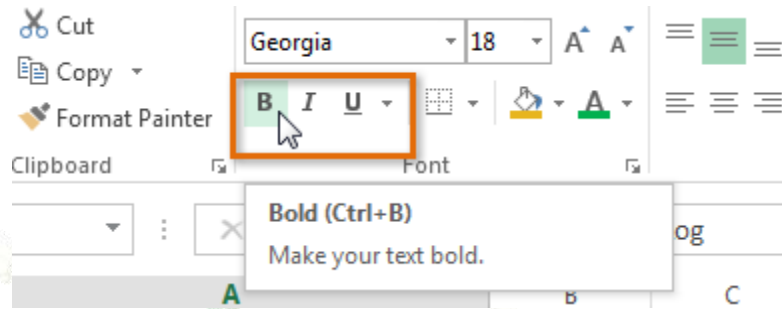 Cut
Georgia 18 A A
Copy
B I U A
Format Painter
Clipboard Font
Bold (Ctrl+B)
Make your text bold.
og
A B C